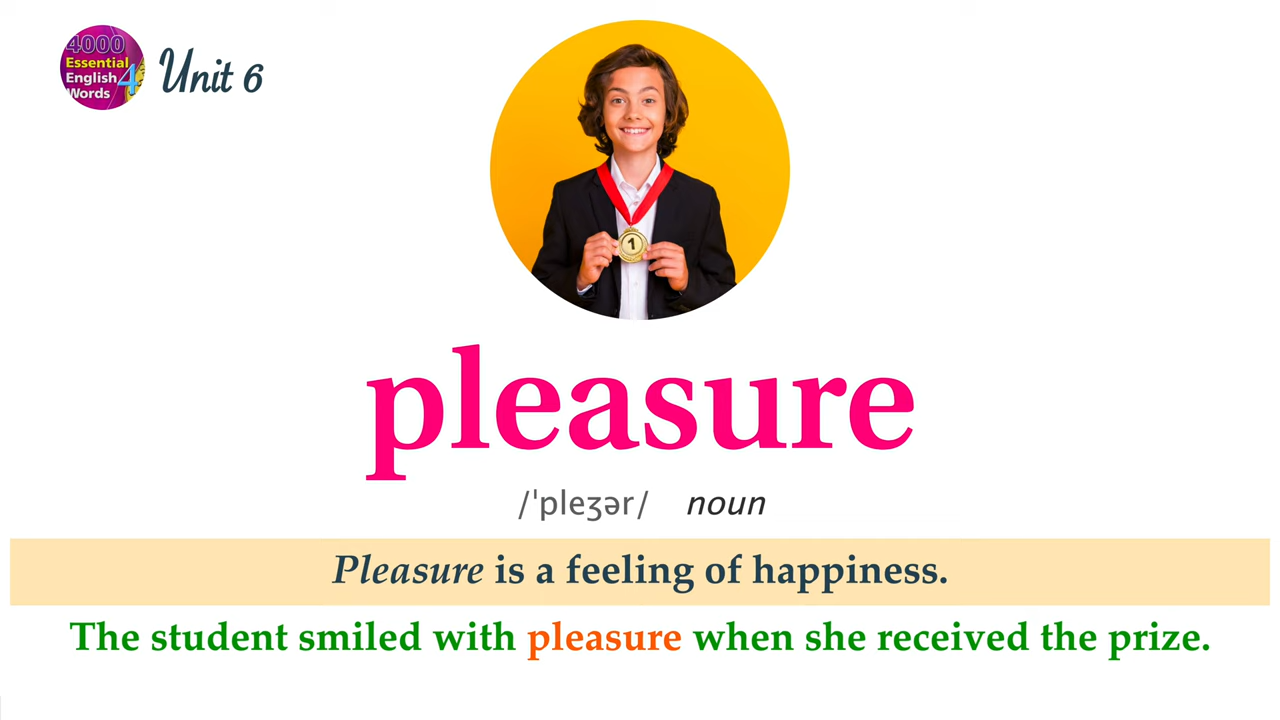 4000
Essential
English
Words
4
Unit 6
1
pleasure
/ˈpleʒər/ noun
Pleasure is a feeling of happiness.
The student smiled with pleasure when she received the prize.